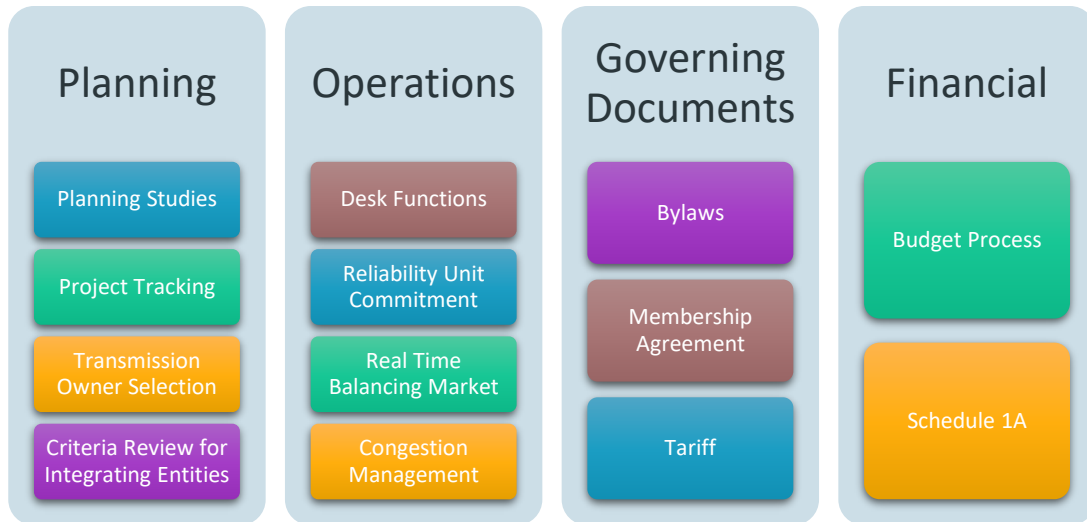 Planning
Planning Studies
Project Tracking
Transmission
Owner Selection
Criteria Review for
Integrating Entities
Operations
Desk Functions
Reliability Unit
Commitment
Real Time
Balancing Market
Congestion
Management
Governing
Documents
Bylaws
Membership
Agreement
Tariff
Financial
Budget Process
Schedule 1A